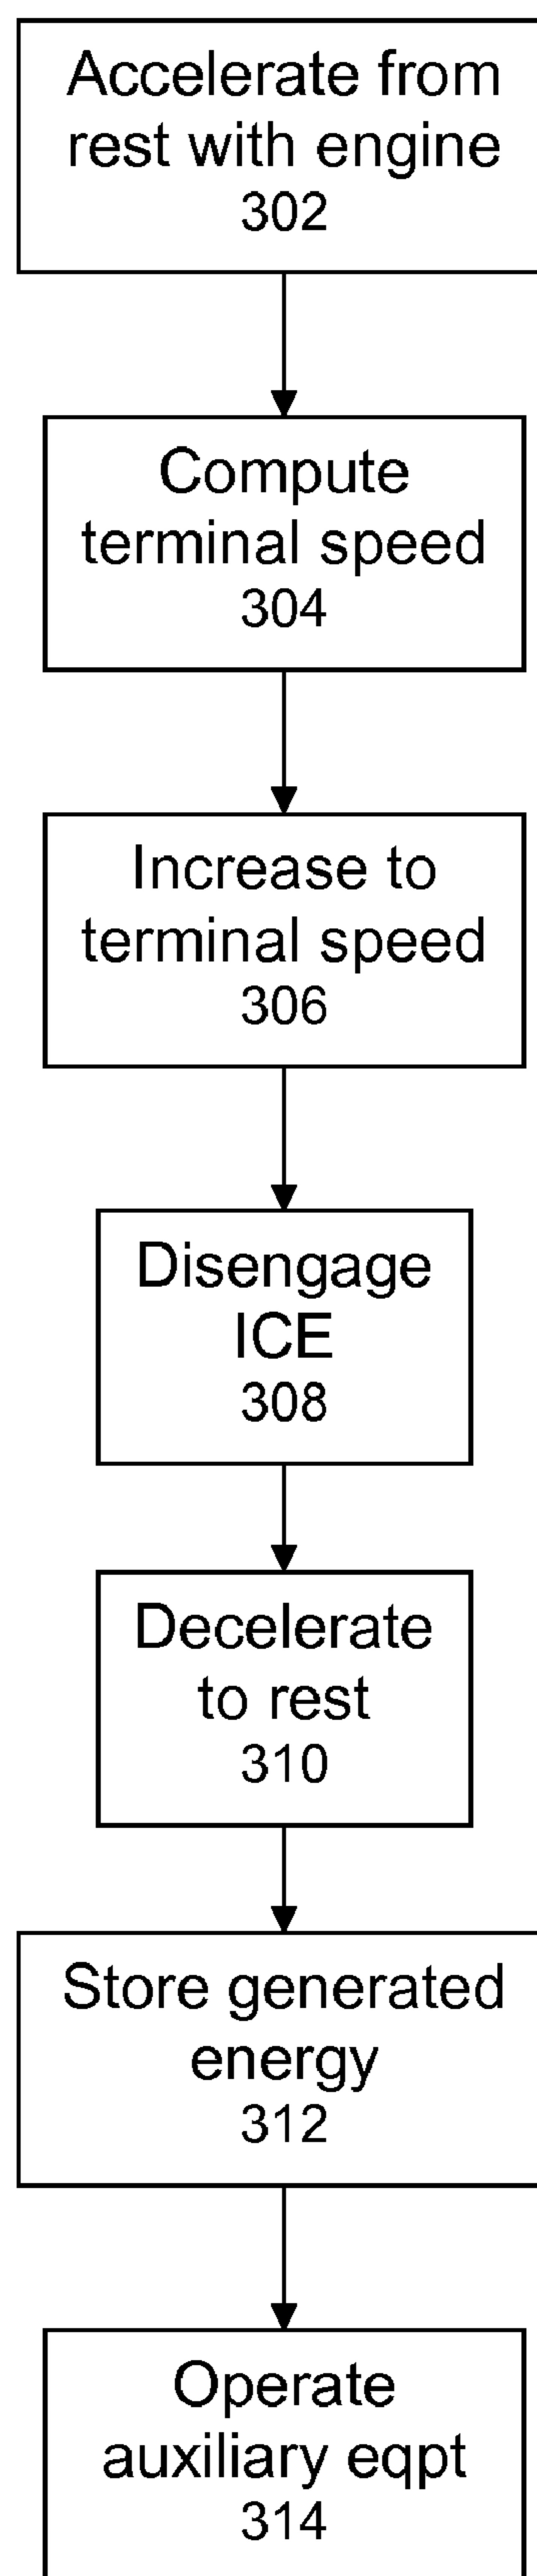 Accelerate from
rest with engine
302
Compute
terminal speed
304
Increase to
terminal speed
306
Disengage
ICE
308
Decelerate
to rest
310
Store generated
energy
312
Operate
auxiliary eqpt
314